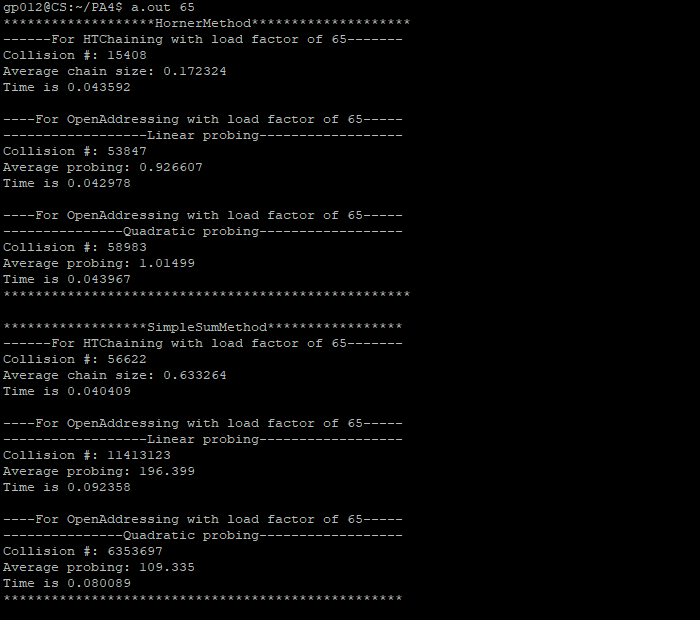 gp012@CS:~/PA4$ a.out 65
*******************HornerMethod********************
------For HTChaining with load factor of 65-------
Collision #: 15408
Average chain size: 0.172324
Time is 0.043592
----For OpenAddressing with load factor of 65-----
------------------Linear probing------------------
Collision #: 53847
Average probing: 0.926607
Time is 0.042978
----For OpenAddressing with load factor of 65-----
---------------Quadratic probing------------------
Collision #: 58983
Average probing: 1.01499
Time is 0.043967
***************************************************
******************SimpleSumMethod*****************
------For HTChaining with load factor of 65-------
Collision #: 56622
Average chain size: 0.633264
Time is 0.040409
----For OpenAddressing with load factor of 65-----
------------------Linear probing------------------
Collision #: 11413123
Average probing: 196.399
Time is 0.092358
----For OpenAddressing with load factor of 65-----
---------------Quadratic probing------------------
Collision #: 6353697
Average probing: 109.335
Time is 0.080089
**************************************************